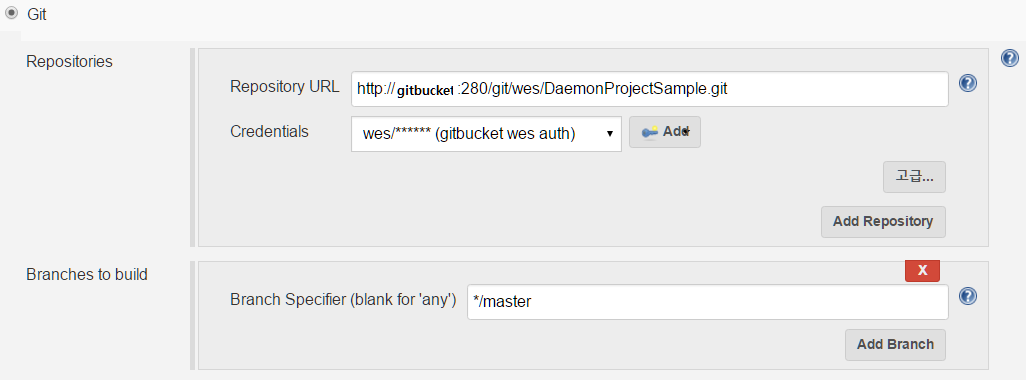 Git
Repositories
Repository URL http://gitbucket:280/git/wes/DaemonProjectSample.git
Credentials wes/****** (gitbucket wes auth) Add
고급...
Add Repository
Branches to build
X
Branch Specifier (blank for 'any') */master
Add Branch